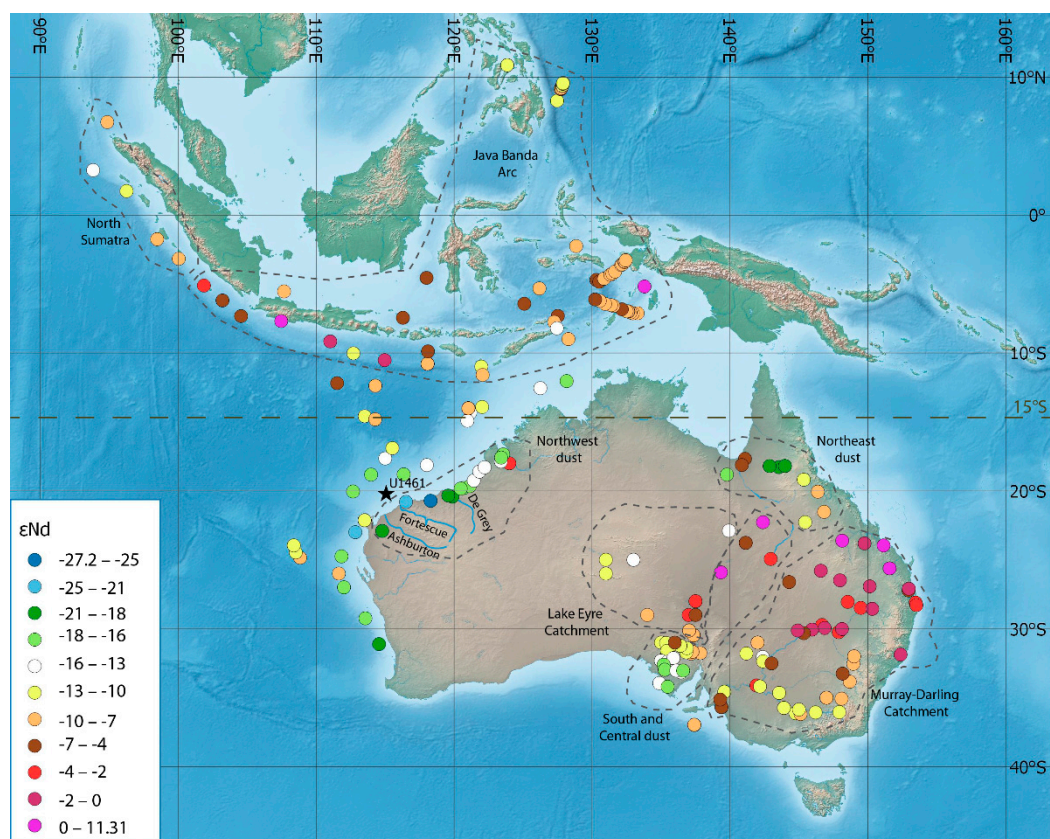 90°E
100°E
110°E
120°E
130°E
140°E
150°E
160°E
10°N
Java Banda
Arc
0°
North
Sumatra
10°S
15°S
Northwest
dust
Northeast
dust
U1461
20°S
De Grey
Fortescue
Ashburton
Lake Eyre
Catchment
30°S
South and
Central dust
Murray-Darling
Catchment
40°S
εNd
-27.2 – -25
-25 – -21
-21 – -18
-18 – -16
-16 – -13
-13 – -10
-10 – -7
-7 – -4
-4 – -2
-2 – 0
0 – 11.31